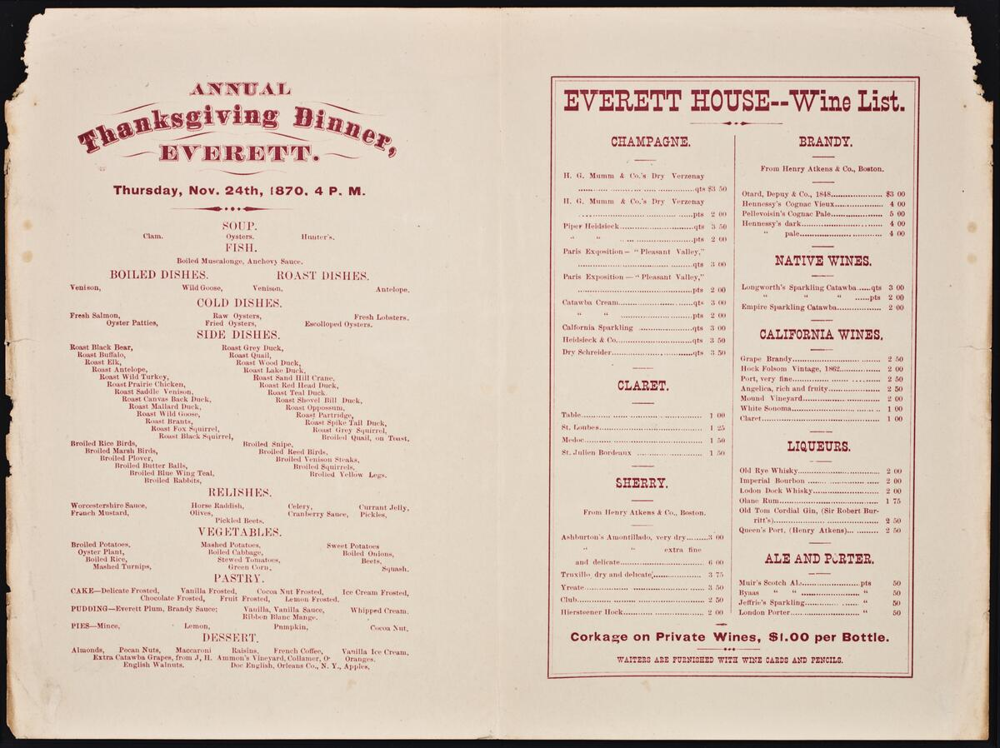 ANNUAL
Thanksgiving Dinner,
EVERETT.
Thursday, Nov. 24th, 1870. 4 P. M.
SOUP.
Clam. Oysters. Hunter's.
FISH.
Boiled Muscalonge, Anchovy Sauce.
BOILED DISHES. ROAST DISHES.
Venison, Wild Goose, Venison, Antelope.
COLD DISHES.
Fresh Salmon, Raw Oysters, Fresh Lobsters.
Oyster Patties, Fried Oysters, Escolloped Oysters.
SIDE DISHES.
Roast Black Bear, Roast Grey Duck,
Roast Buffalo, Roast Quail,
Roast Elk, Roast Wood Duck,
Roast Antelope, Roast Lake Duck,
Roast Wild Turkey, Roast Sand Hill Crane.
Roast Prairie Chicken, Roast Red Head Duck,
Roast Saddle Venison, Roast Teal Duck.
Roast Canvas Back Duck, Roast Shovel Bill Duck,
Roast Mallard Duck, Roast Oppossum,
Roast Wild Goose, Roast Partridge,
Roast Brants, Roast Spike Tail Duck,
Roast Fox Squirrel, Roast Grey Squirrel,
Roast Black Squirrel, Broiled Quail, on Toast,
Broiled Rice Birds, Broiled Snipe,
Broiled Marsh Birds, Broiled Reed Birds,
Broiled Plover, Broiled Venison Steaks,
Broiled Butter Balls, Broiled Squirrels,
Broiled Blue Wing Teal, Brolied Yellow Legs.
Broiled Rabbits,
RELISHES.
Worcestershire Sauce, Horse Raddish, Celery, Currant Jelly,
French Mustard, Olives, Cranberry Sauce, Pickles,
Pickled Beets.
VEGETABLES.
Broiled Potatoes, Mashed Potatoes, Sweet Potatoes
Oyster Plant, Boiled Cabbage, Boiled Onions,
Boiled Rice, Stewed Tomatoes, Beets,
Mashed Turnips, Green Corn, Squash.
PASTRY.
CAKE—Delicate Frosted, Vanilla Frosted, Cocoa Nut Frosted, Ice Cream Frosted,
Chocolate Frosted, Fruit Frosted, Lemon Frosted.
PUDDING—Everett Plum, Brandy Sauce; Vanilla, Vanilla Sauce, Whipped Cream.
Ribbon Blanc Mange.
PIES—Mince, Lemon, Pumpkin, Cocoa Nut,
DESSERT.
Almonds, Pecan Nuts, Maccaroni Raisins, French Coffee, Vanilla Ice Cream,
Extra Catawba Grapes, from J, H. Ammon's Vineyard, Collamer, O Oranges.
English Walnuts. Doc English, Orleans Co., N. Y., Apples,
EVERETT HOUSE--Wine List.
CHAMPAGNE.
H. G. Mumm & Co.'s Dry Verzenay
qts $3 50
H. G. Mumm & Co.'s Dry Verzenay
pts 2 00
Piper Heidsieck qts 3 50
" " pts 2 00
Paris Exposition— "Pleasant Valley,"
qts 3 00
Paris Exposition—"Pleasant Valley,"
pts 2 00
Catawba Cream qts 3 00
" " pts 2 00
Calfornia Sparkling qts 3 00
Heidsieck & Co. qts 3 50
Dry Schreider qts 3 50
CLARET.
Table 1 00
St. Loubes 1 25
Medoc 1 50
St. Julien Bordeaux 1 50
SHERRY.
From Henry Atkens & Co., Boston.
Ashburton's Amontillado, very dry 3 00
" " extra fine
and delicate 6 00
Truxillo, dry and delicate 3 75
Yreate 3 50
Club 2 50
Hiersteener Hock 2 00
BRANDY.
From Henry Atkens & Co., Boston.
Otard, Depuy & Co., 1848 $3 00
Hennessy's Cognac Vieux 4 00
Pellevoisin's Cognac Pale 5 00
Hennessy's dark 4 00
" pale 4 00
NATIVE WINES.
Longworth's Sparkling Catawba qts 3 00
" " " pts 2 00
Empire Sparkling Catawba 2 00
CALIFORNIA WINES.
Grape Brandy 2 50
Hock Folsom Vintage, 1862 2 00
Port, very fine 2 50
Angelica, rich and fruity 2 50
Mound Vineyard 2 00
White Sonoma 1 00
Claret 1 00
LIQUEURS.
Old Rye Whisky 2 00
Imperial Bourbon 2 00
Lodon Dock Whisky 2 00
Olane Rum 1 75
Old Tom Cordial Gin, (Sir Robert Bur-
ritt's) 2 50
Queen's Port, (Henry Atkens) 2 50
ALE AND PORTER.
Muir's Scotch Ale pts 50
Byaas " " " 50
Jeffrie's Sparkling " 50
London Porter " 50
Corkage on Private Wines, $1.00 per Bottle.
WAITERS ARE FURNISHED WITH WINE CARDS AND PENCILS.